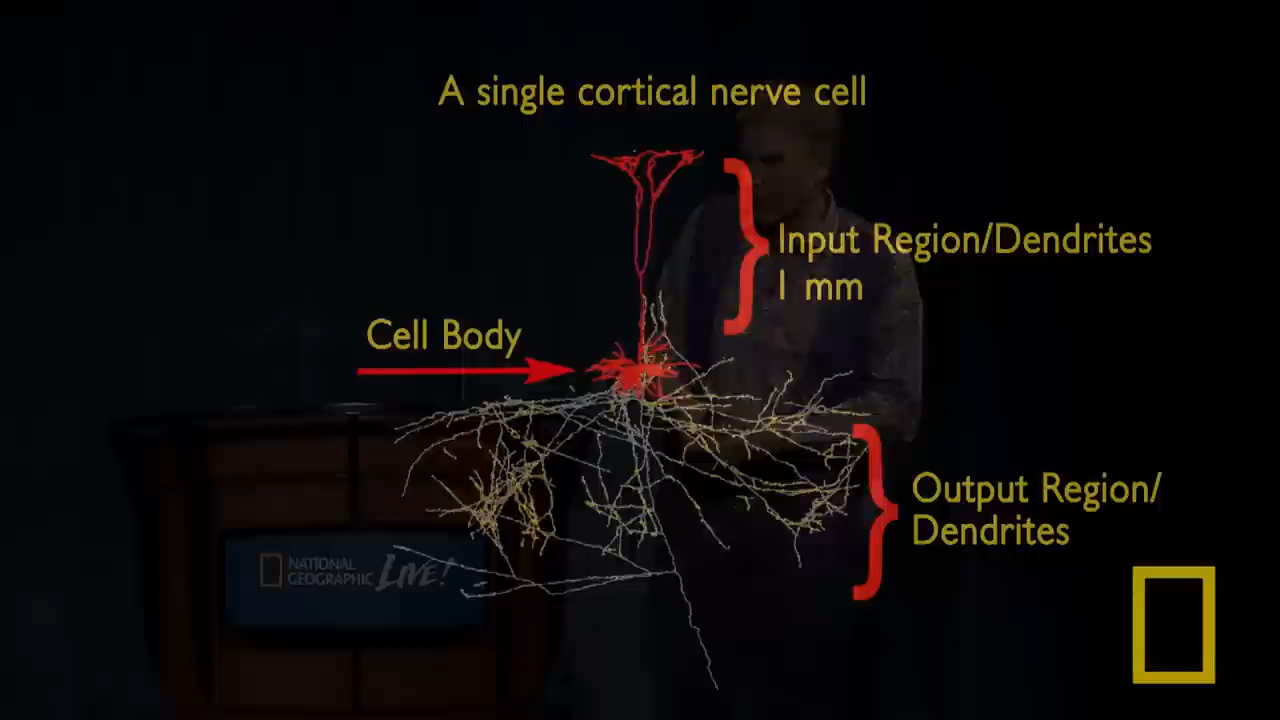 A single cortical nerve cell
Input Region/Dendrites
1 mm
Cell Body
Output Region/
Dendrites
NATIONAL
GEOGRAPHIC LIVE!